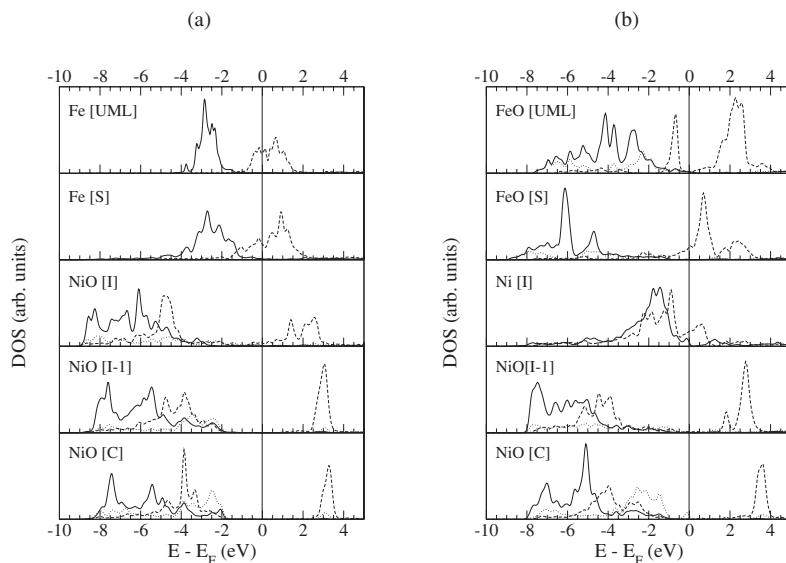 (a)
-10 -8 -6 -4 -2 0 2 4
Fe [UML]
Fe [S]
NiO [I]
NiO [I-1]
NiO [C]
-10 -8 -6 -4 -2 0 2 4
E - E_F (eV)
DOS (arb. units)
(b)
-10 -8 -6 -4 -2 0 2 4
FeO [UML]
FeO [S]
Ni [I]
NiO[I-1]
NiO [C]
-10 -8 -6 -4 -2 0 2 4
E - E_F (eV)
DOS (arb. units)